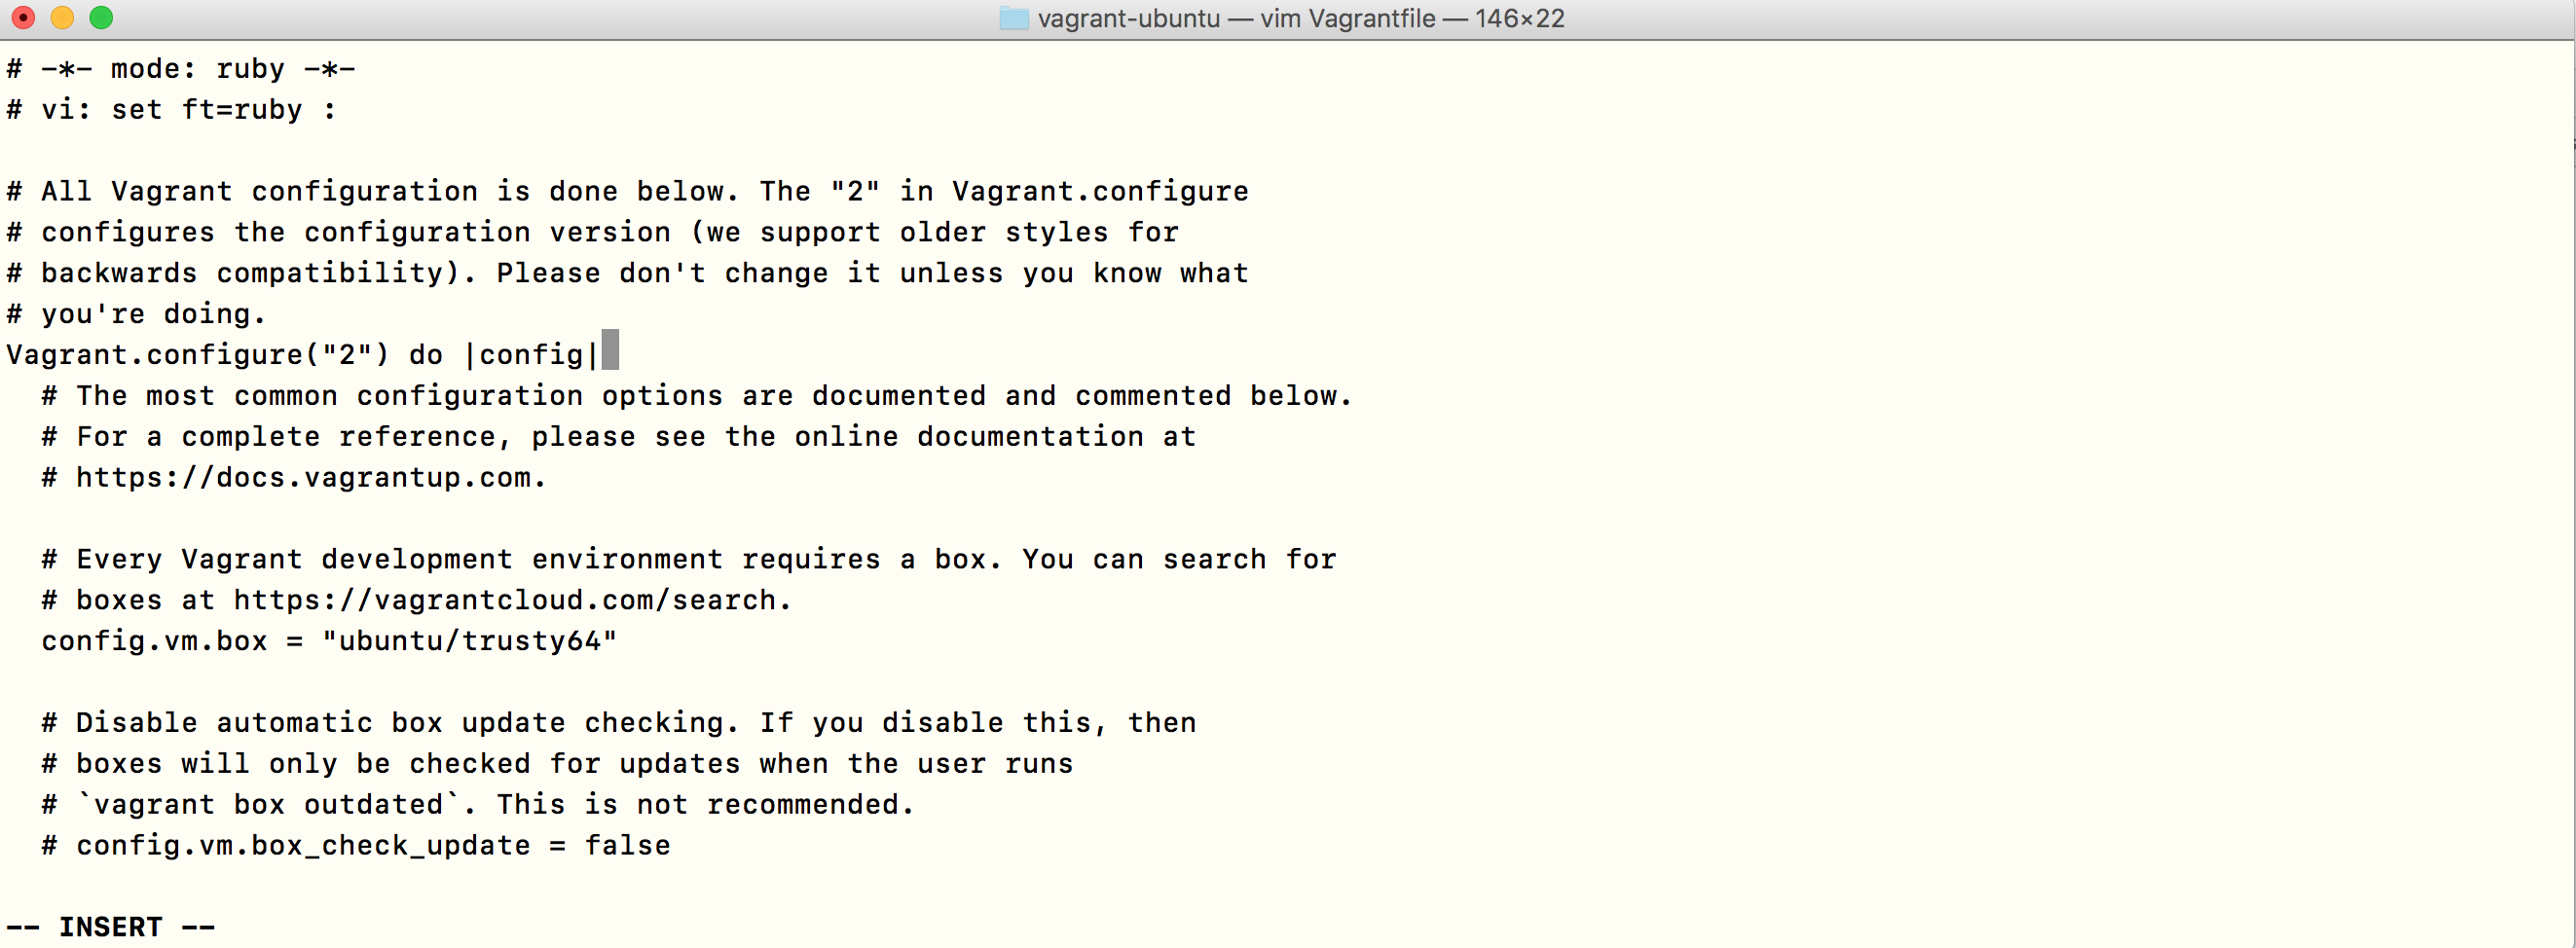 vagrant-ubuntu — vim Vagrantfile — 146×22
# -*- mode: ruby -*-
# vi: set ft=ruby :
# All Vagrant configuration is done below. The "2" in Vagrant.configure
# configures the configuration version (we support older styles for
# backwards compatibility). Please don't change it unless you know what
# you're doing.
Vagrant.configure("2") do |config|
  # The most common configuration options are documented and commented below.
  # For a complete reference, please see the online documentation at
  # https://docs.vagrantup.com.
  # Every Vagrant development environment requires a box. You can search for
  # boxes at https://vagrantcloud.com/search.
  config.vm.box = "ubuntu/trusty64"
  # Disable automatic box update checking. If you disable this, then
  # boxes will only be checked for updates when the user runs
  # `vagrant box outdated`. This is not recommended.
  # config.vm.box_check_update = false
-- INSERT --